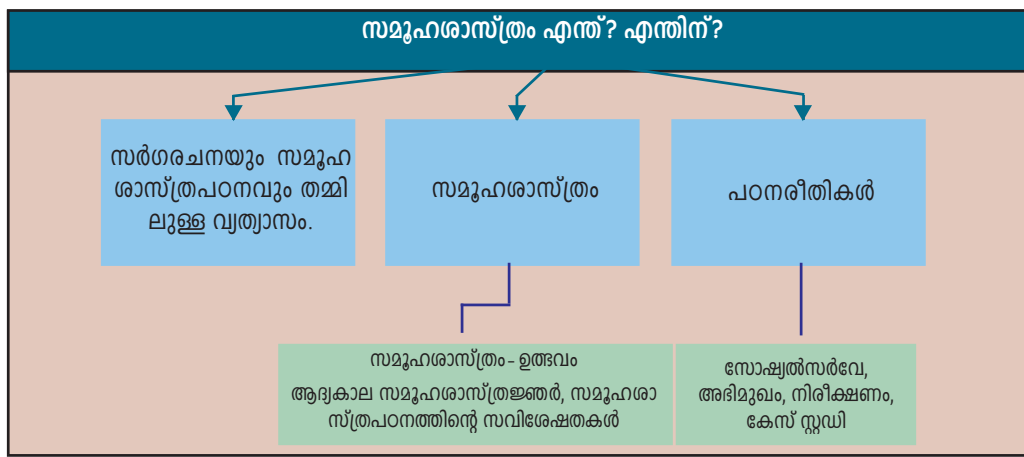 സമൂഹശാസ്ത്രം എന്ത്? എന്തിന്?
സർഗരചനയും സമൂഹ
ശാസ്ത്രപഠനവും തമ്മി
ലുള്ള വ്യത്യാസം.
സമൂഹശാസ്ത്രം
പഠനരീതികൾ
സമൂഹശാസ്ത്രം- ഉത്ഭവം
ആദ്യകാല സമൂഹശാസ്ത്രജ്ഞർ, സമൂഹശാ
സ്ത്രപഠനത്തിന്റെ സവിശേഷതകൾ
സോഷ്യൽസർവേ,
അഭിമുഖം, നിരീക്ഷണം,
കേസ് സ്റ്റഡി